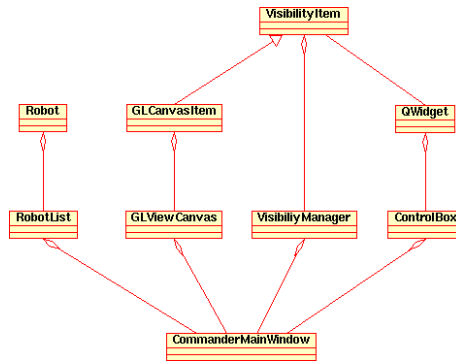 VisibilityItem
Robot
GLCanvasItem
QWidget
RobotList
GLViewCanvas
VisibiliyManager
ControlBox
CommanderMainWindow